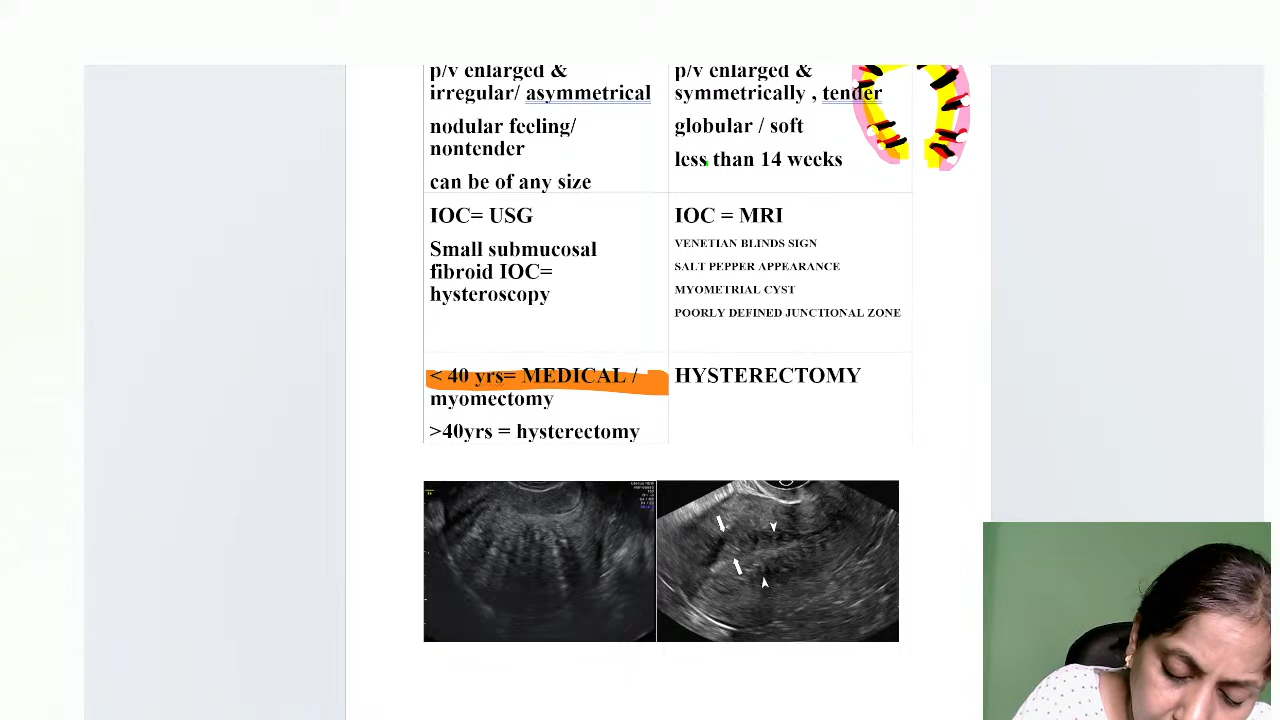 p/v enlarged &
irregular/ asymmetrical
nodular feeling/
nontender
can be of any size
p/v enlarged &
symmetrically , tender
globular / soft
less than 14 weeks
IOC= USG
Small submucosal
fibroid IOC=
hysteroscopy
IOC = MRI
VENETIAN BLINDS SIGN
SALT PEPPER APPEARANCE
MYOMETRIAL CYST
POORLY DEFINED JUNCTIONAL ZONE
< 40 yrs= MEDICAL /
myomectomy
>40yrs = hysterectomy
HYSTERECTOMY